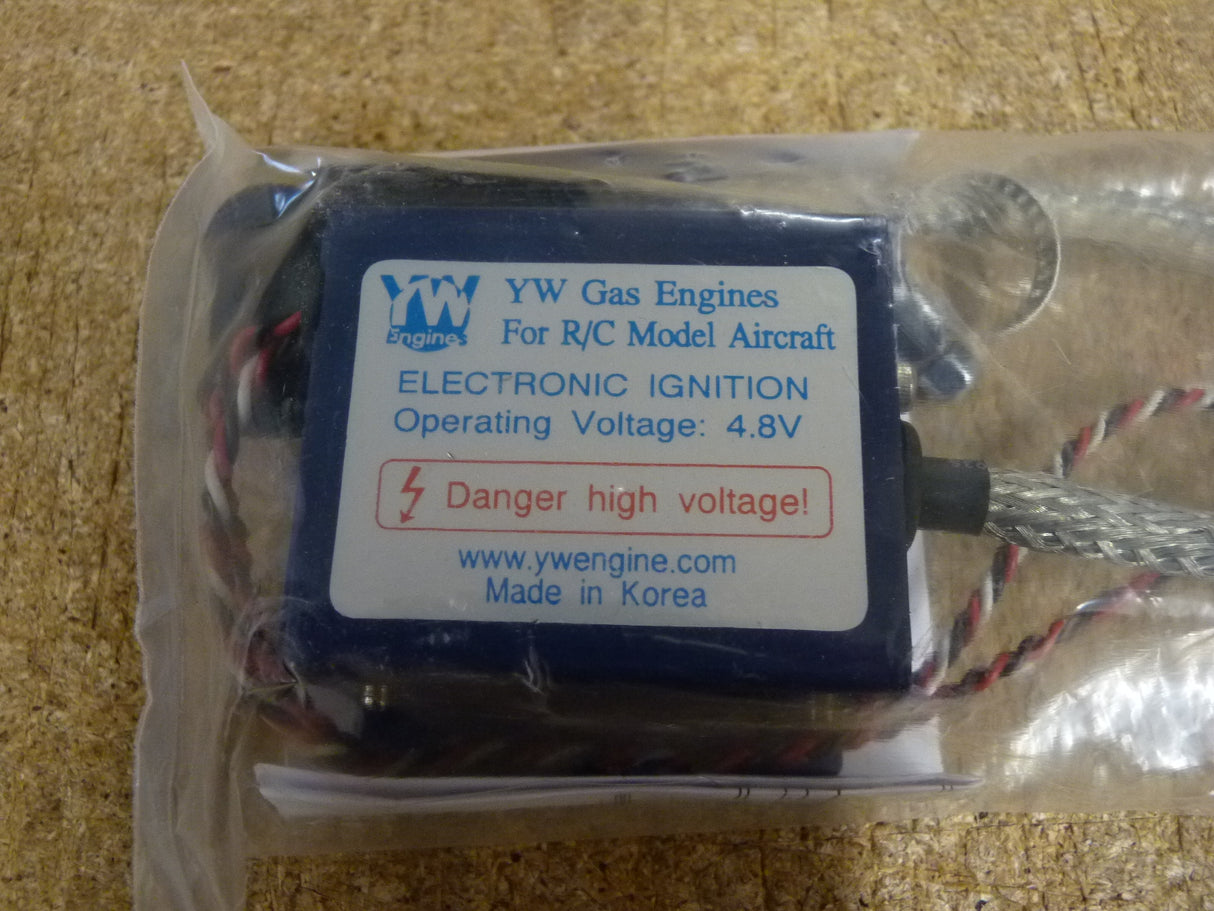 YW
Engines
YW Gas Engines
For R/C Model Aircraft
ELECTRONIC IGNITION
Operating Voltage: 4.8V
Danger high voltage!
www.ywengine.com
Made in Korea